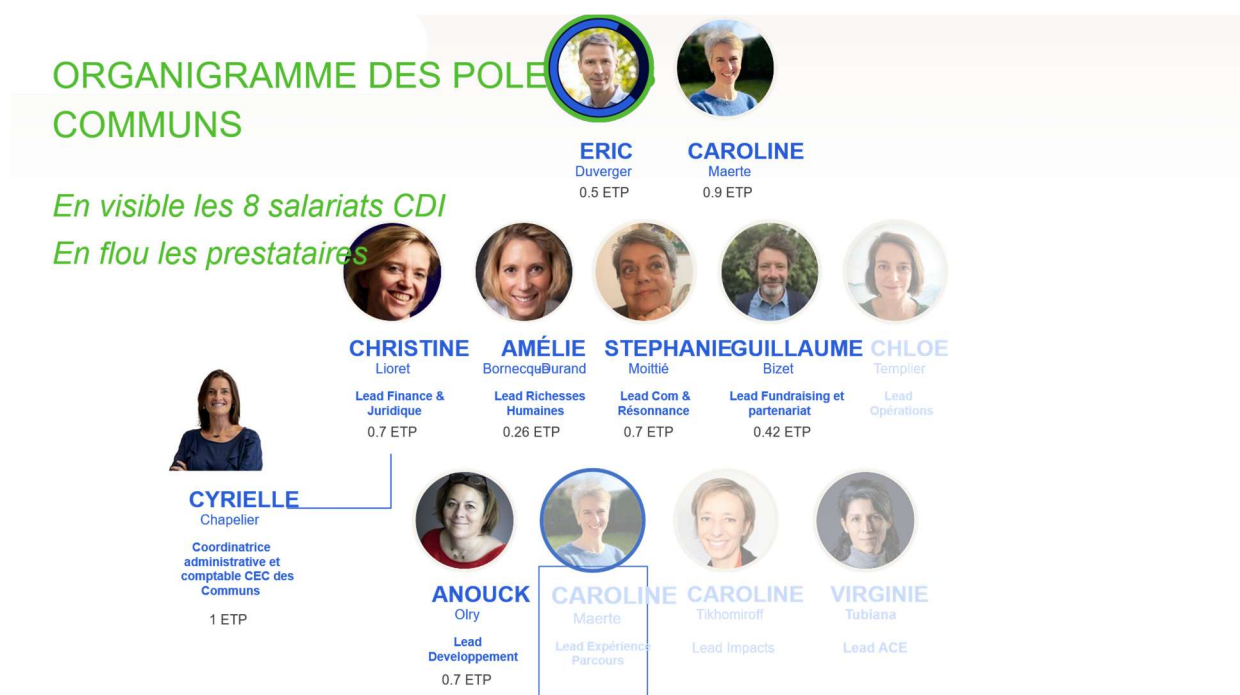 ORGANIGRAMME DES POLE
COMMUNS
En visible les 8 salariats CDI
En flou les prestataires
ERIC
Duverger
0.5 ETP
CAROLINE
Maerte
0.9 ETP
CHRISTINE
Lioret
Lead Finance &
Juridique
0.7 ETP
AMÉLIE
Bornecque-Durand
Lead Richesses
Humaines
0.26 ETP
STEPHANIE
Moittié
Lead Com &
Résonnance
0.7 ETP
GUILLAUME
Bizet
Lead Fundraising et
partenariat
0.42 ETP
CHLOE
Templier
Lead
Opérations
CYRIELLE
Chapelier
Coordinatrice
administrative et
comptable CEC des
Communs
1 ETP
ANOUCK
Olry
Lead
Developpement
0.7 ETP
CAROLINE
Maerte
Lead Expérience
Parcours
CAROLINE
Tikhomiroff
Lead Impacts
VIRGINIE
Tubiana
Lead ACE